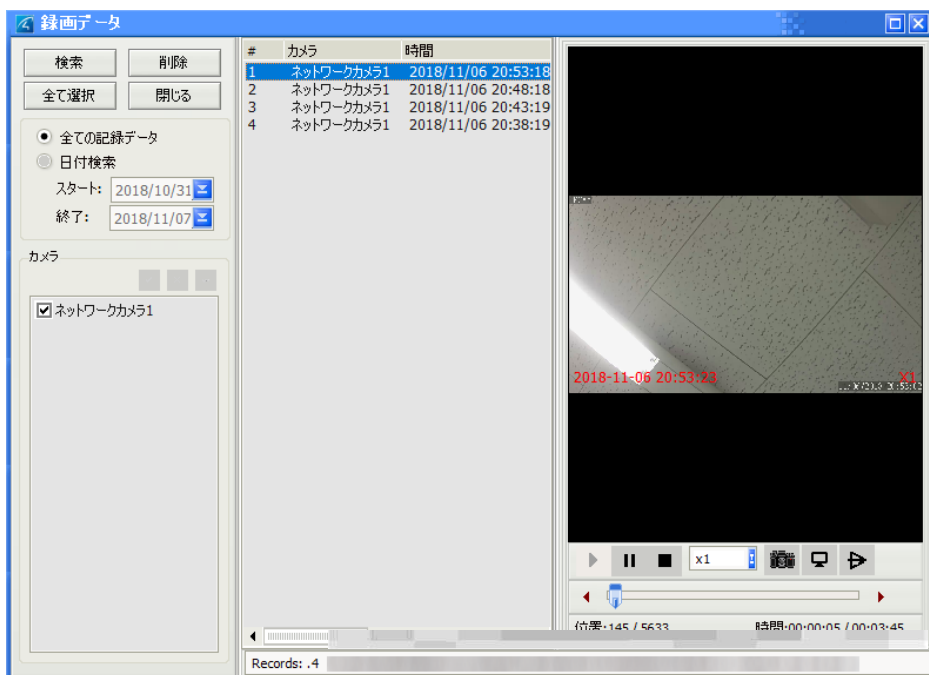 録画データ
検索
削除
全て選択
閉じる
全ての記録データ
日付検索
スタート: 2018/10/31
終了: 2018/11/07
カメラ
ネットワークカメラ1
# カメラ 時間
1 ネットワークカメラ1 2018/11/06 20:53:18
2 ネットワークカメラ1 2018/11/06 20:48:18
3 ネットワークカメラ1 2018/11/06 20:43:19
4 ネットワークカメラ1 2018/11/06 20:38:19
Records: .4
2018-11-06 20:53:23
X1
x1
位置:145 / 5633 時間:00:00:05 / 00:03:45